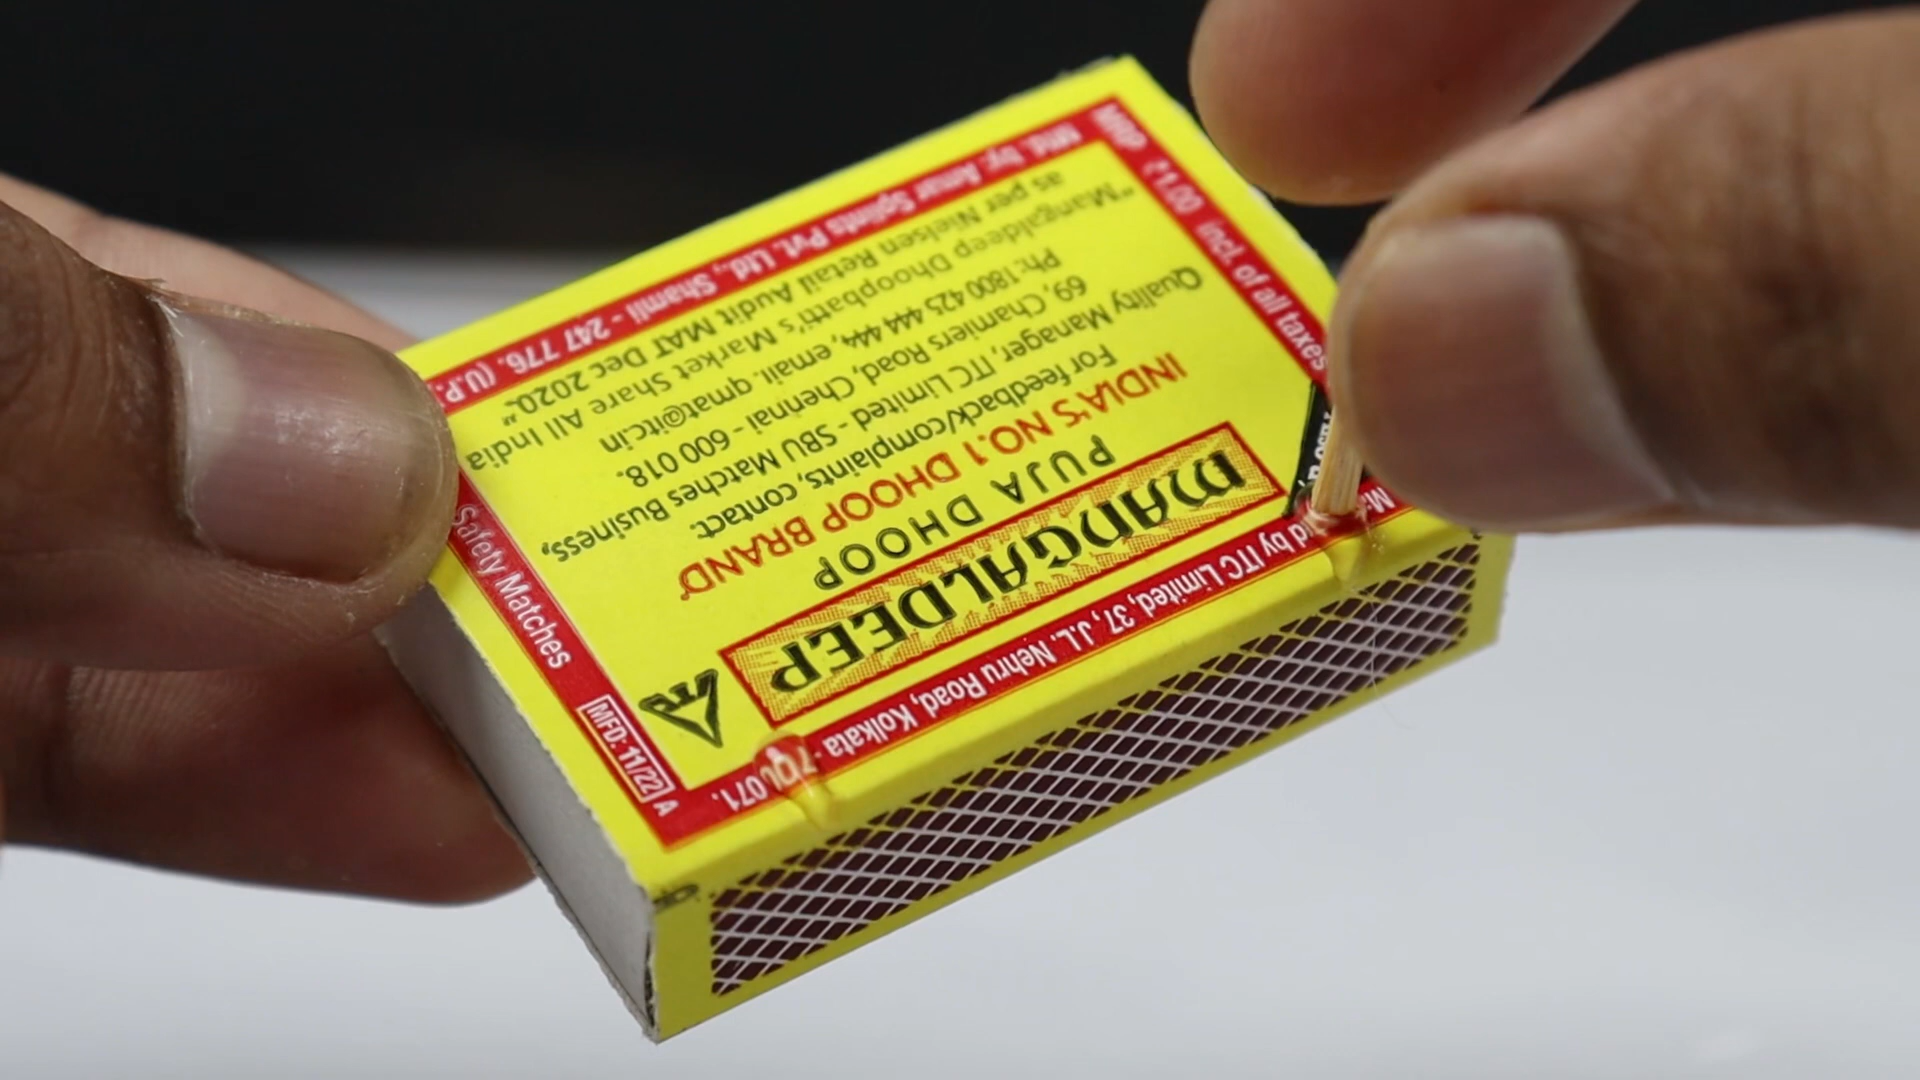 by ITC Limited, 37, J.L. Nehru Road, Kolkata - 700 071.
MANGALDEEP
PUJA DHOOP
INDIA'S NO.1 DHOOP BRAND*
For feedback/complaints, contact:
Quality Manager, ITC Limited - SBU Matches Business,
69, Chamiers Road, Chennai - 600 018.
Ph: 1800 425 444 444, email. qmat@itc.in
"Mangaldeep Dhoopbatti's Market Share All India
as per Nielsen Retail Audit MAT Dec 2020."
Mfd. by: Amar Splints Pvt. Ltd., Shamli - 247 776. (U.P.
MRP ₹1.00 incl. of all taxes
Safety Matches
MFD: 11/22 A